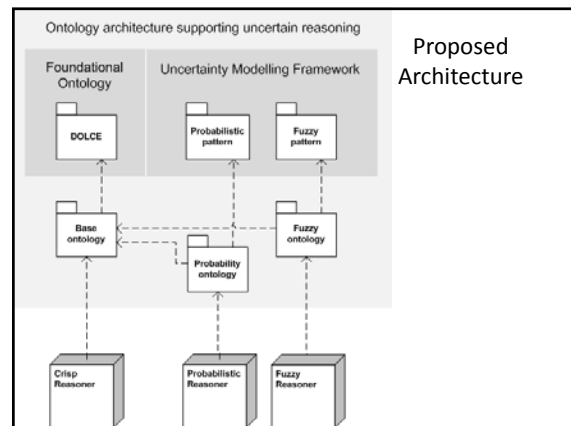 Ontology architecture supporting uncertain reasoning
Proposed
Architecture
Foundational
Ontology
Uncertainty Modelling Framework
DOLCE
Probabilistic
pattern
Fuzzy
pattern
Base
ontology
Probability
ontology
Fuzzy
ontology
Crisp
Reasoner
Probabilistic
Reasoner
Fuzzy Reasoner